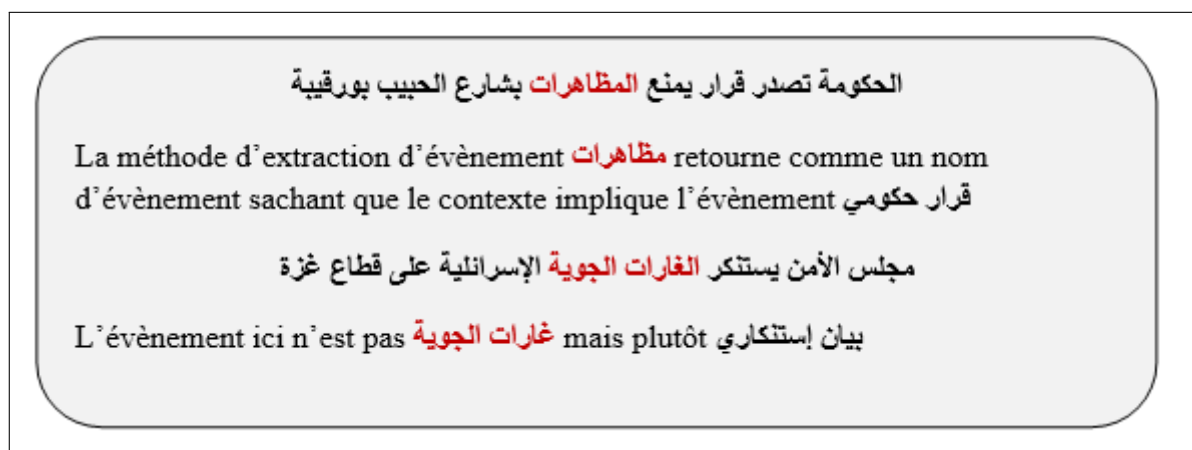 الحكومة تصدر قرار يمنع المظاهرات بشارع الحبيب بورقيبة
La méthode d’extraction d’évènement مظاهرات retourne comme un nom
d’évènement sachant que le contexte implique l’évènement قرار حكومي
مجلس الأمن يستنكر الغارات الجوية الإسرائلية على قطاع غزة
L’évènement ici n’est pas غارات الجوية mais plutôt بيان إستنكاري